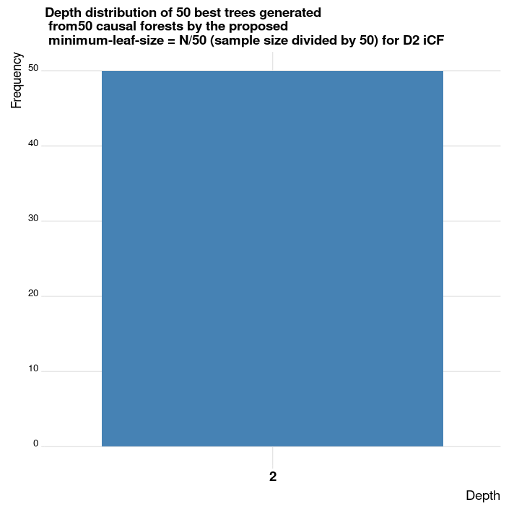 Depth distribution of 50 best trees generated
from50 causal forests by the proposed
minimum-leaf-size = N/50 (sample size divided by 50) for D2 iCF
Frequency
50
40
30
20
10
0
2
Depth